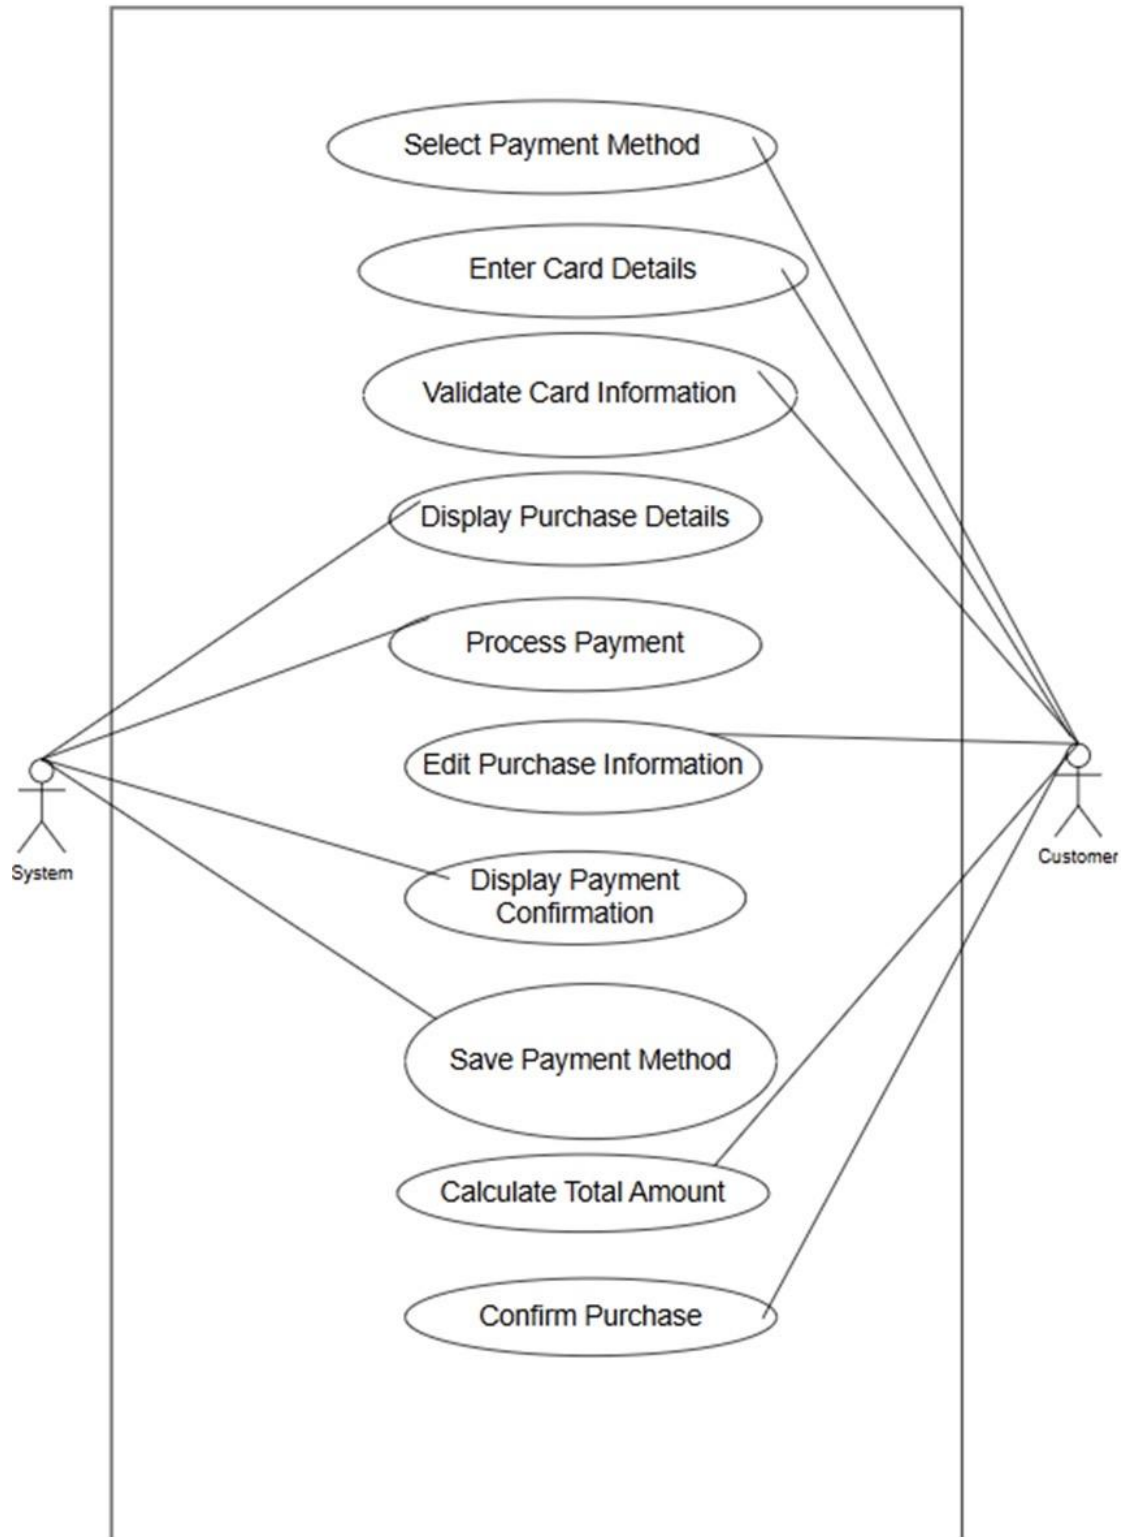 Select Payment Method
Enter Card Details
Validate Card Information
Display Purchase Details
Process Payment
Edit Purchase Information
System
Customer
Display Payment
Confirmation
Save Payment Method
Calculate Total Amount
Confirm Purchase